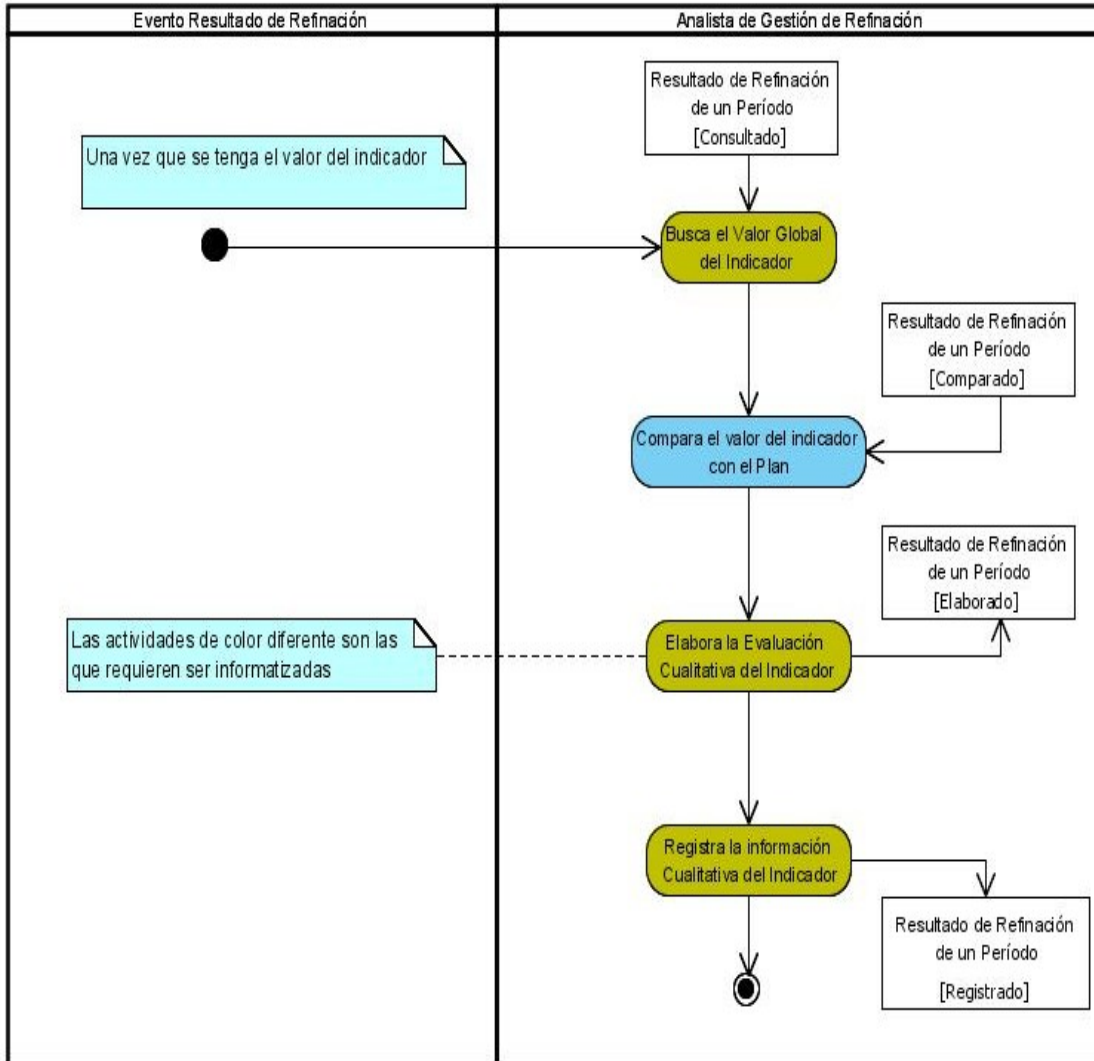 Evento Resultado de Refinación
Analista de Gestión de Refinación
Resultado de Refinación
de un Período
[Consultado]
Una vez que se tenga el valor del indicador
Busca el Valor Global
del Indicador
Resultado de Refinación
de un Período
[Comparado]
Compara el valor del indicador
con el Plan
Resultado de Refinación
de un Período
[Elaborado]
Las actividades de color diferente son las
que requieren ser informatizadas
Elabora la Evaluación
Cualitativa del Indicador
Registra la información
Cualitativa del Indicador
Resultado de Refinación
de un Período
[Registrado]